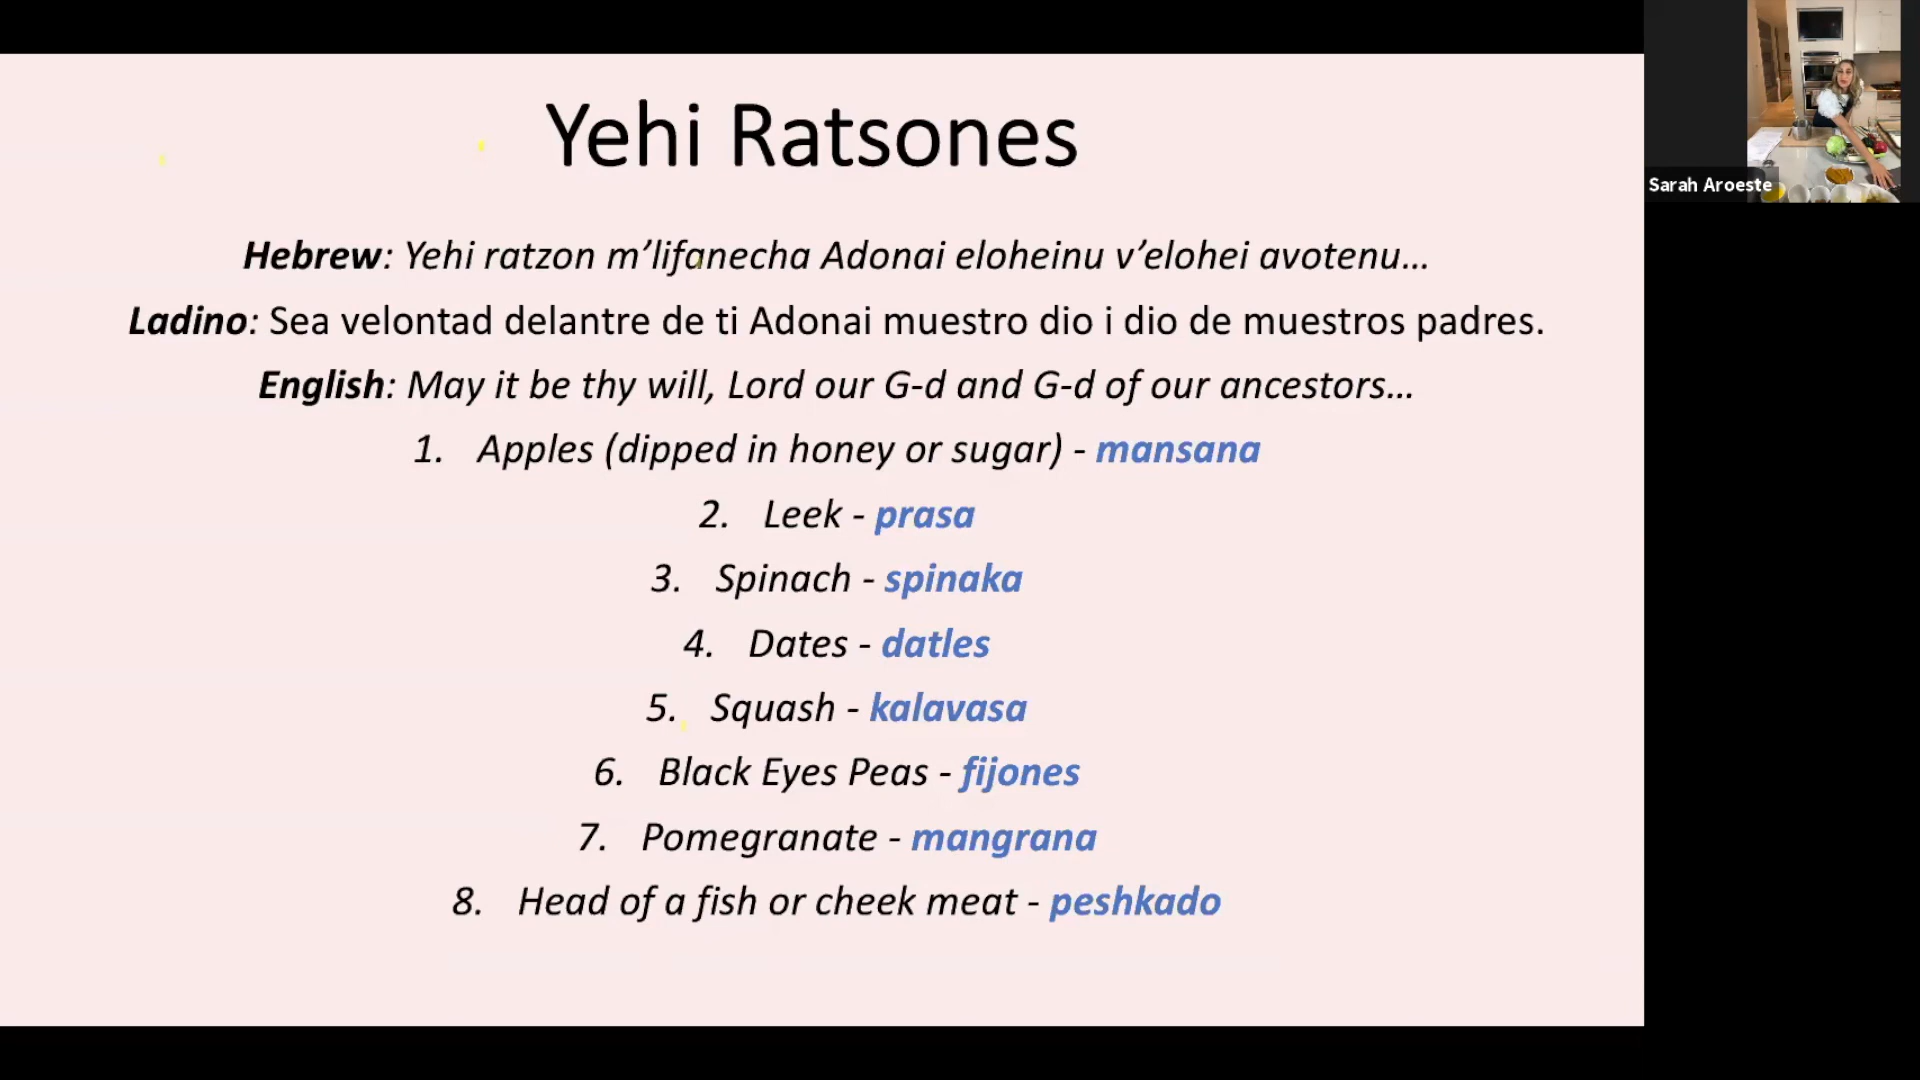 Yehi Ratsones
Hebrew: Yehi ratzon m’lifanecha Adonai eloheinu v’elohei avotenu…
Ladino: Sea velontad delantre de ti Adonai muestro dio i dio de muestros padres.
English: May it be thy will, Lord our G-d and G-d of our ancestors…
1. Apples (dipped in honey or sugar) - mansana
2. Leek - prasa
3. Spinach - spinaka
4. Dates - datles
5. Squash - kalavasa
6. Black Eyes Peas - fijones
7. Pomegranate - mangrana
8. Head of a fish or cheek meat - peshkado
Sarah Aroeste